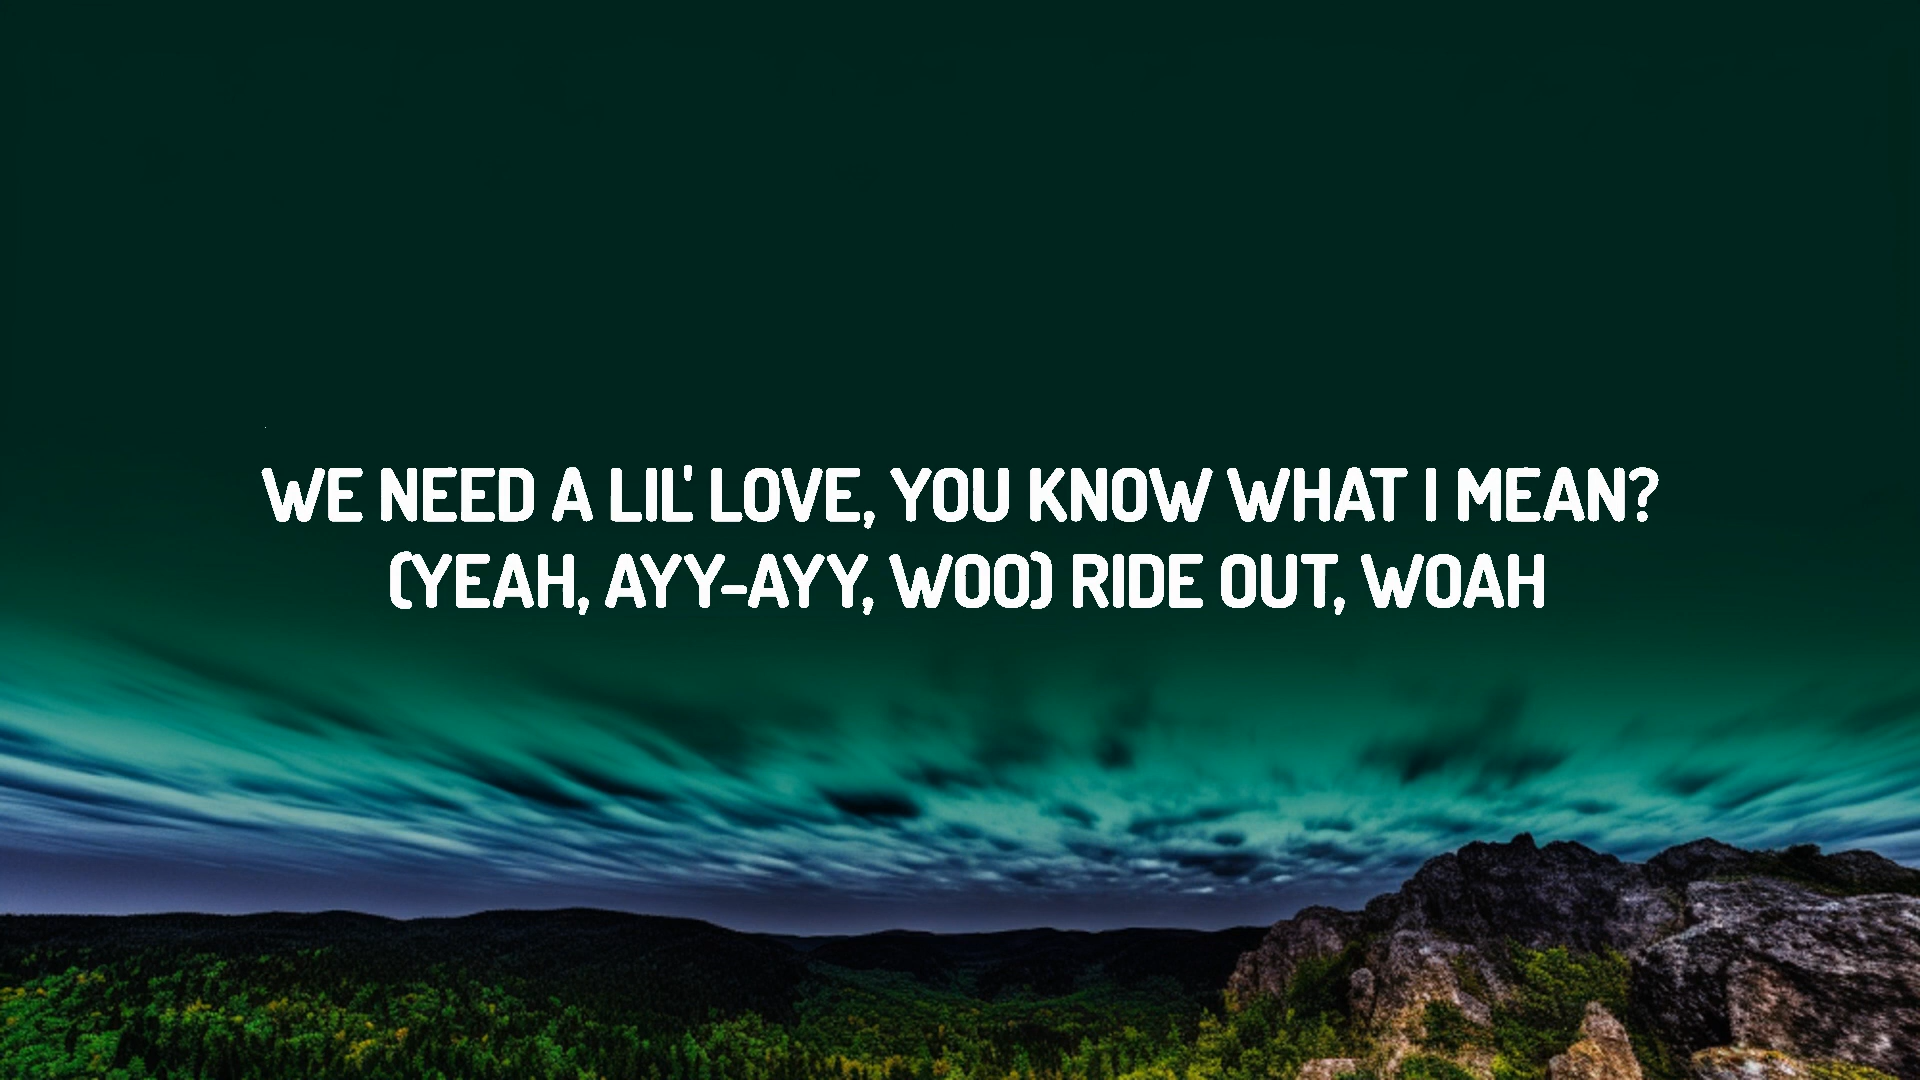 WE NEED A LIL' LOVE, YOU KNOW WHAT I MEAN?
(YEAH, AYY-AYY, WOO) RIDE OUT, WOAH